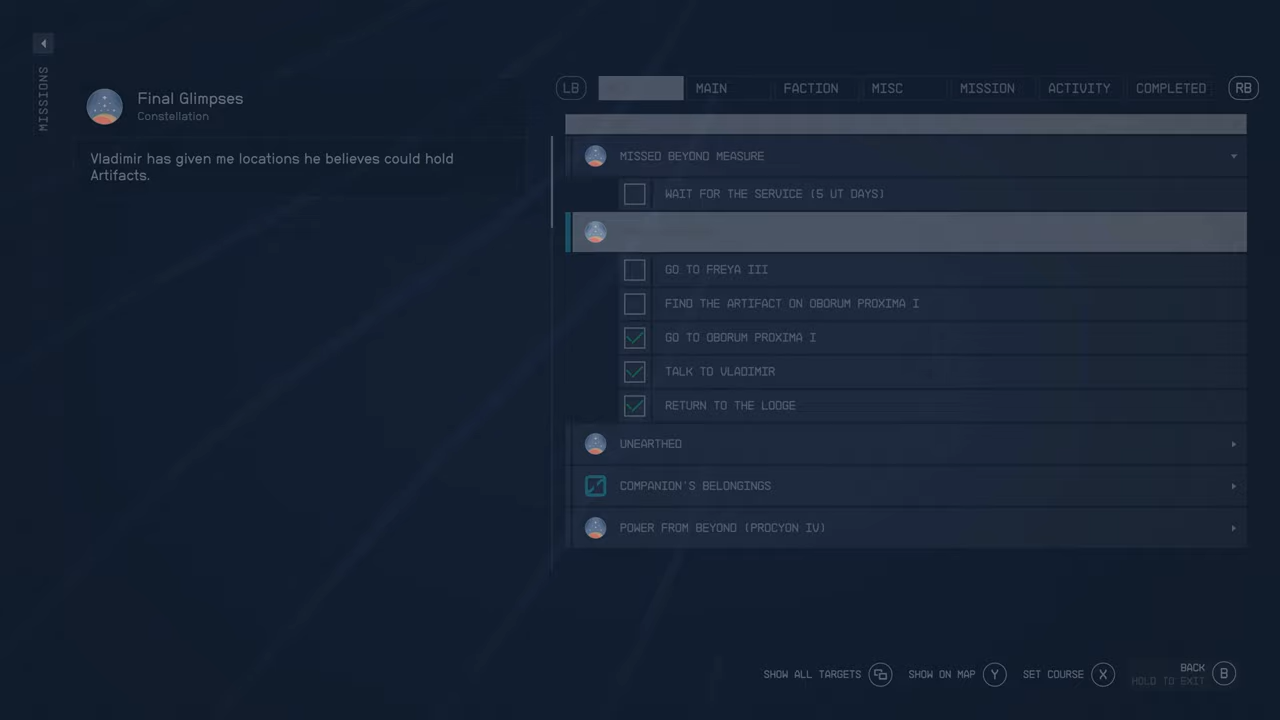 MISSIONS
Final Glimpses
Constellation
Vladimir has given me locations he believes could hold
Artifacts.
LB
MAIN
FACTION
MISC
MISSION
ACTIVITY
COMPLETED
RB
MISSED BEYOND MEASURE
WAIT FOR THE SERVICE (5 UT DAYS)
GO TO FREYA III
FIND THE ARTIFACT ON OBORUM PROXIMA I
GO TO OBORUM PROXIMA I
TALK TO VLADIMIR
RETURN TO THE LODGE
UNEARTHED
COMPANION'S BELONGINGS
POWER FROM BEYOND (PROCYON IV)
SHOW ALL TARGETS
SHOW ON MAP Y
SET COURSE X
BACK B
HOLD TO EXIT